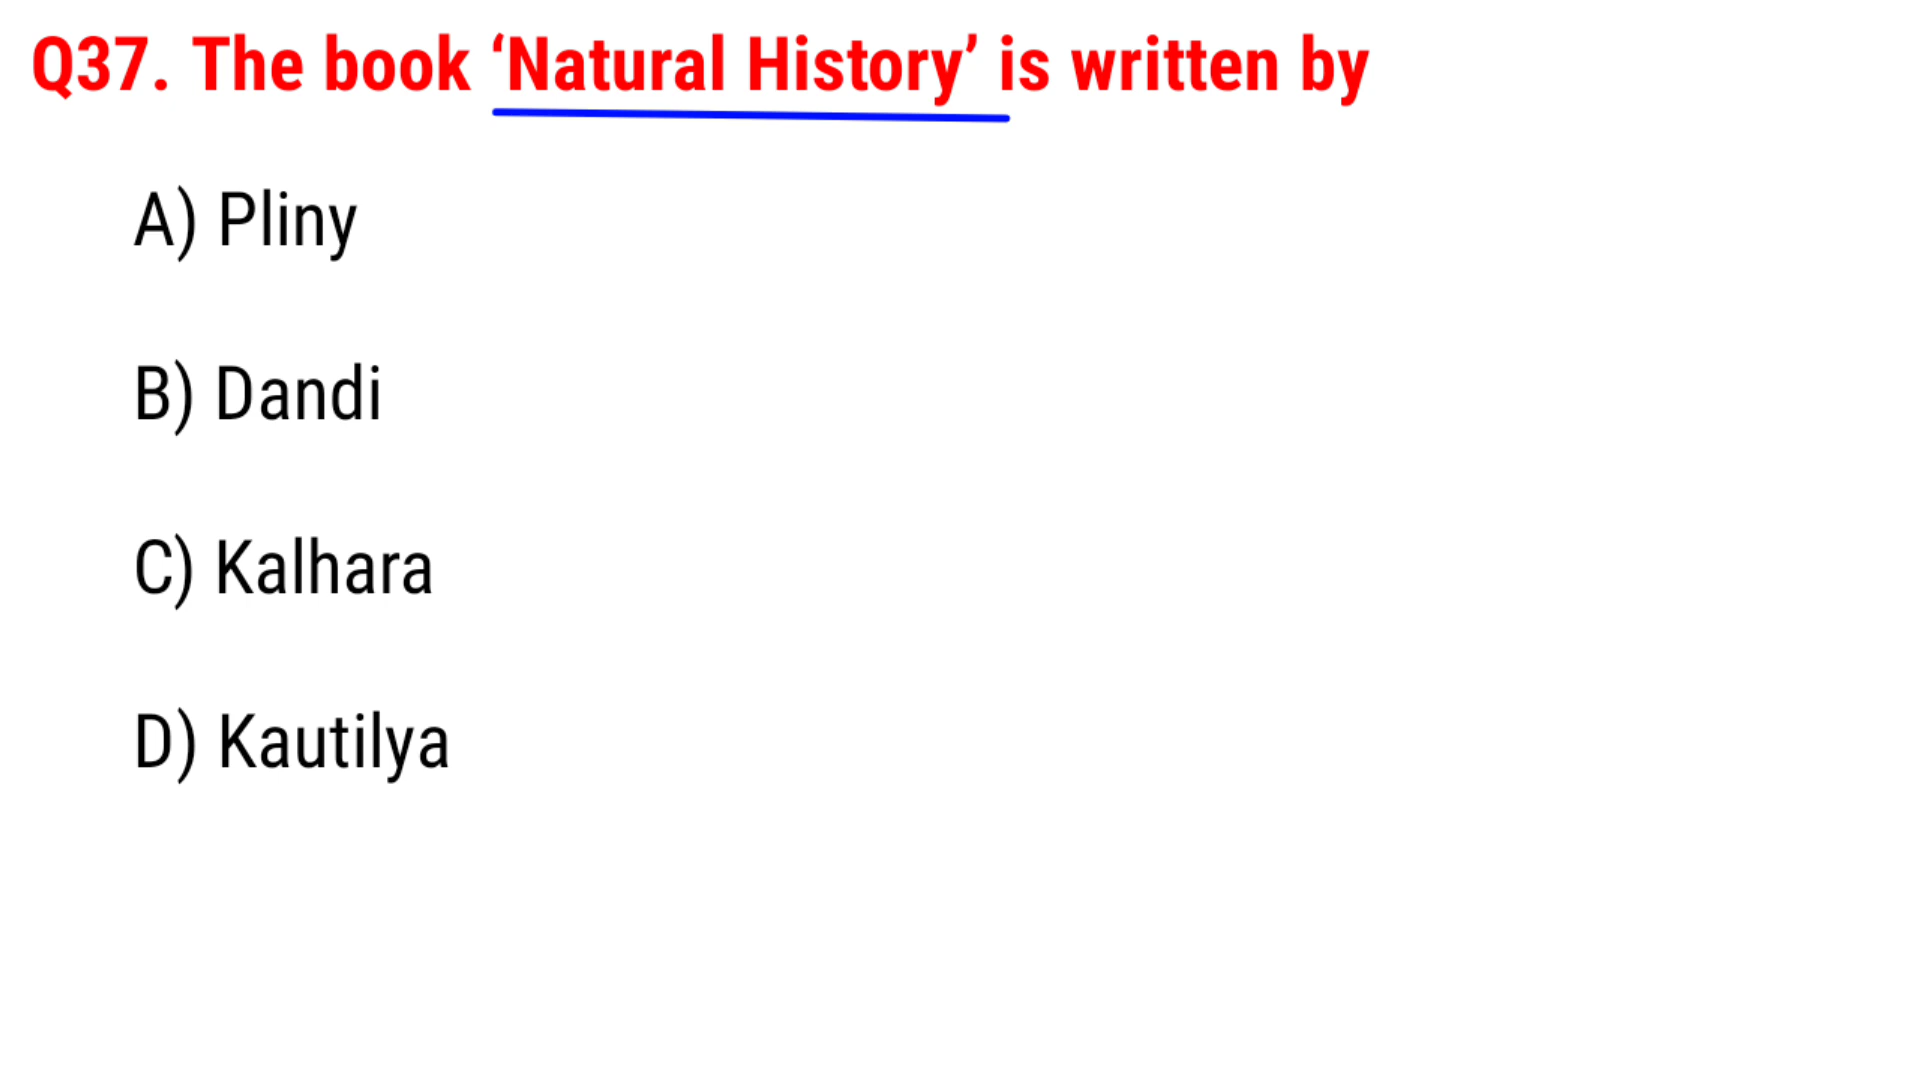 Q37. The book ‘Natural History’ is written by
A) Pliny
B) Dandi
C) Kalhara
D) Kautilya